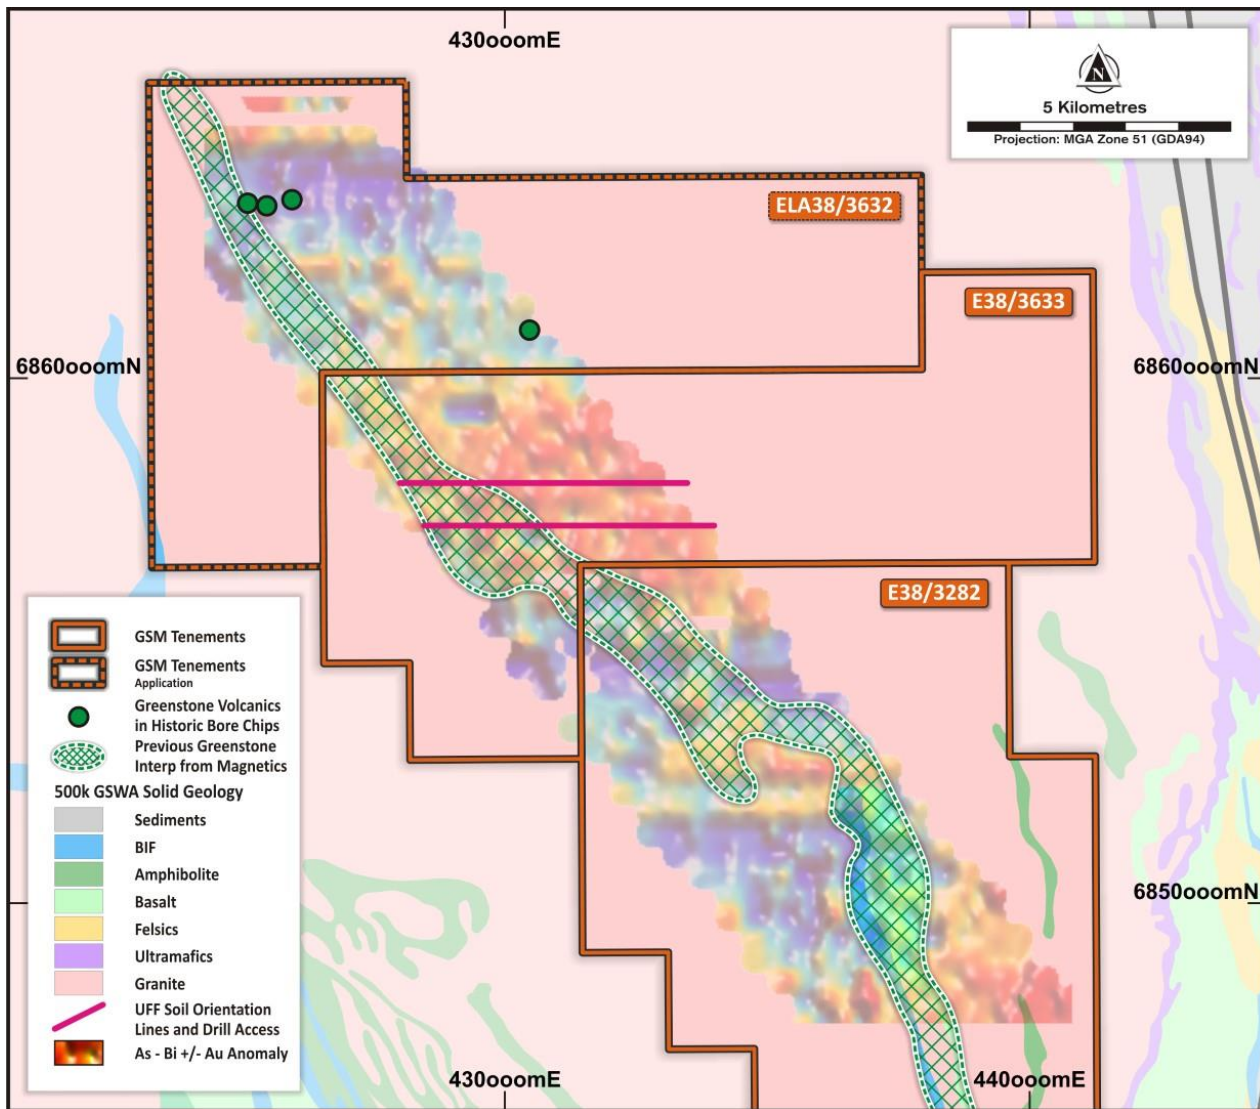 430000mE
N
5 Kilometres
Projection: MGA Zone 51 (GDA94)
ELA38/3632
E38/3633
6860000mN
6860000mN
E38/3282
GSM Tenements
GSM Tenements
Application
Greenstone Volcanics
in Historic Bore Chips
Previous Greenstone
Interp from Magnetics
500k GSWA Solid Geology
Sediments
BIF
Amphibolite
Basalt
Felsics
Ultramafics
Granite
UFF Soil Orientation
Lines and Drill Access
As - Bi +/- Au Anomaly
6850000mN
430000mE
440000mE